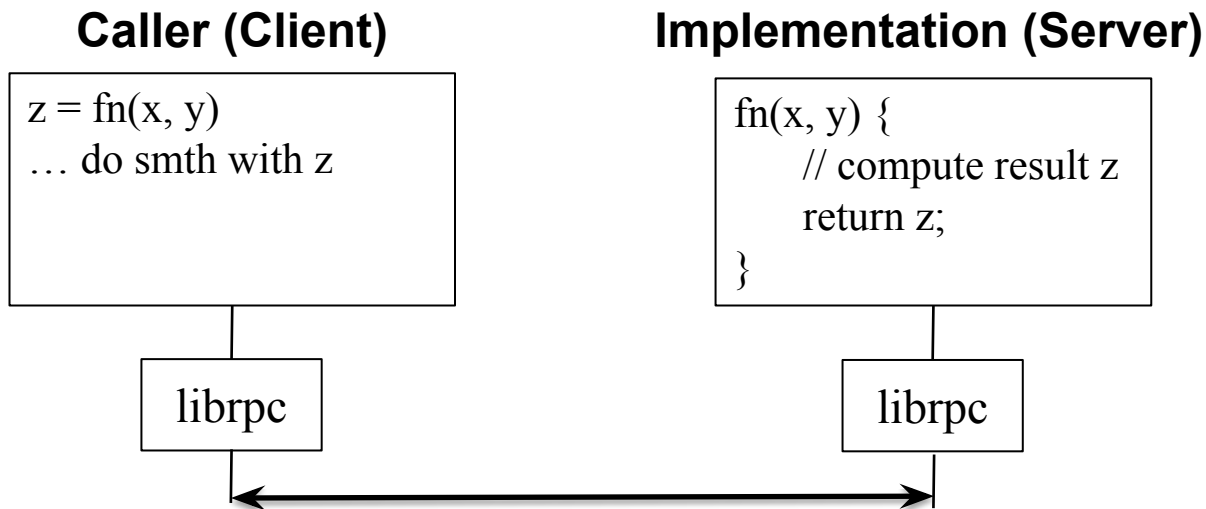 Caller (Client)
z = fn(x, y)
… do smth with z
librpc
Implementation (Server)
fn(x, y) {
// compute result z
return z;
}
librpc